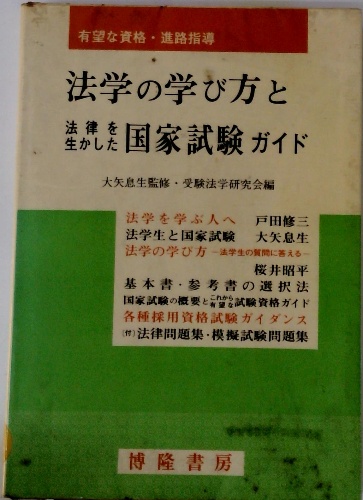 有望な資格・進路指導
法学の学び方と
法律を
生かした 国家試験ガイド
大矢息生監修・受験法学研究会編
法学を学ぶ人へ 戸田修三
法学生と国家試験 大矢息生
法学の学び方―法学生の質問に答える―
桜井昭平
基本書・参考書の選択法
国家試験の概要とこれから有望な試験資格ガイド
各種採用資格試験ガイダンス
(付)法律問題集・模擬試験問題集
博隆書房